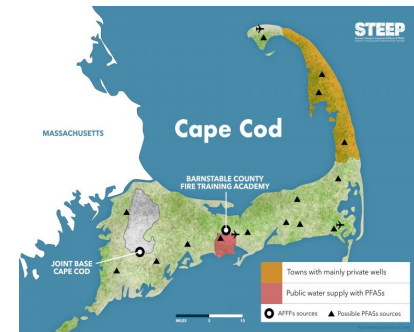 STEEP
MASSACHUSETTS
Cape Cod
BARNSTABLE COUNTY
FIRE TRAINING ACADEMY
JOINT BASE
CAPE COD
Towns with mainly private wells
Public water supply with PFASs
AFFFs sources
Possible PFASs sources
MILES